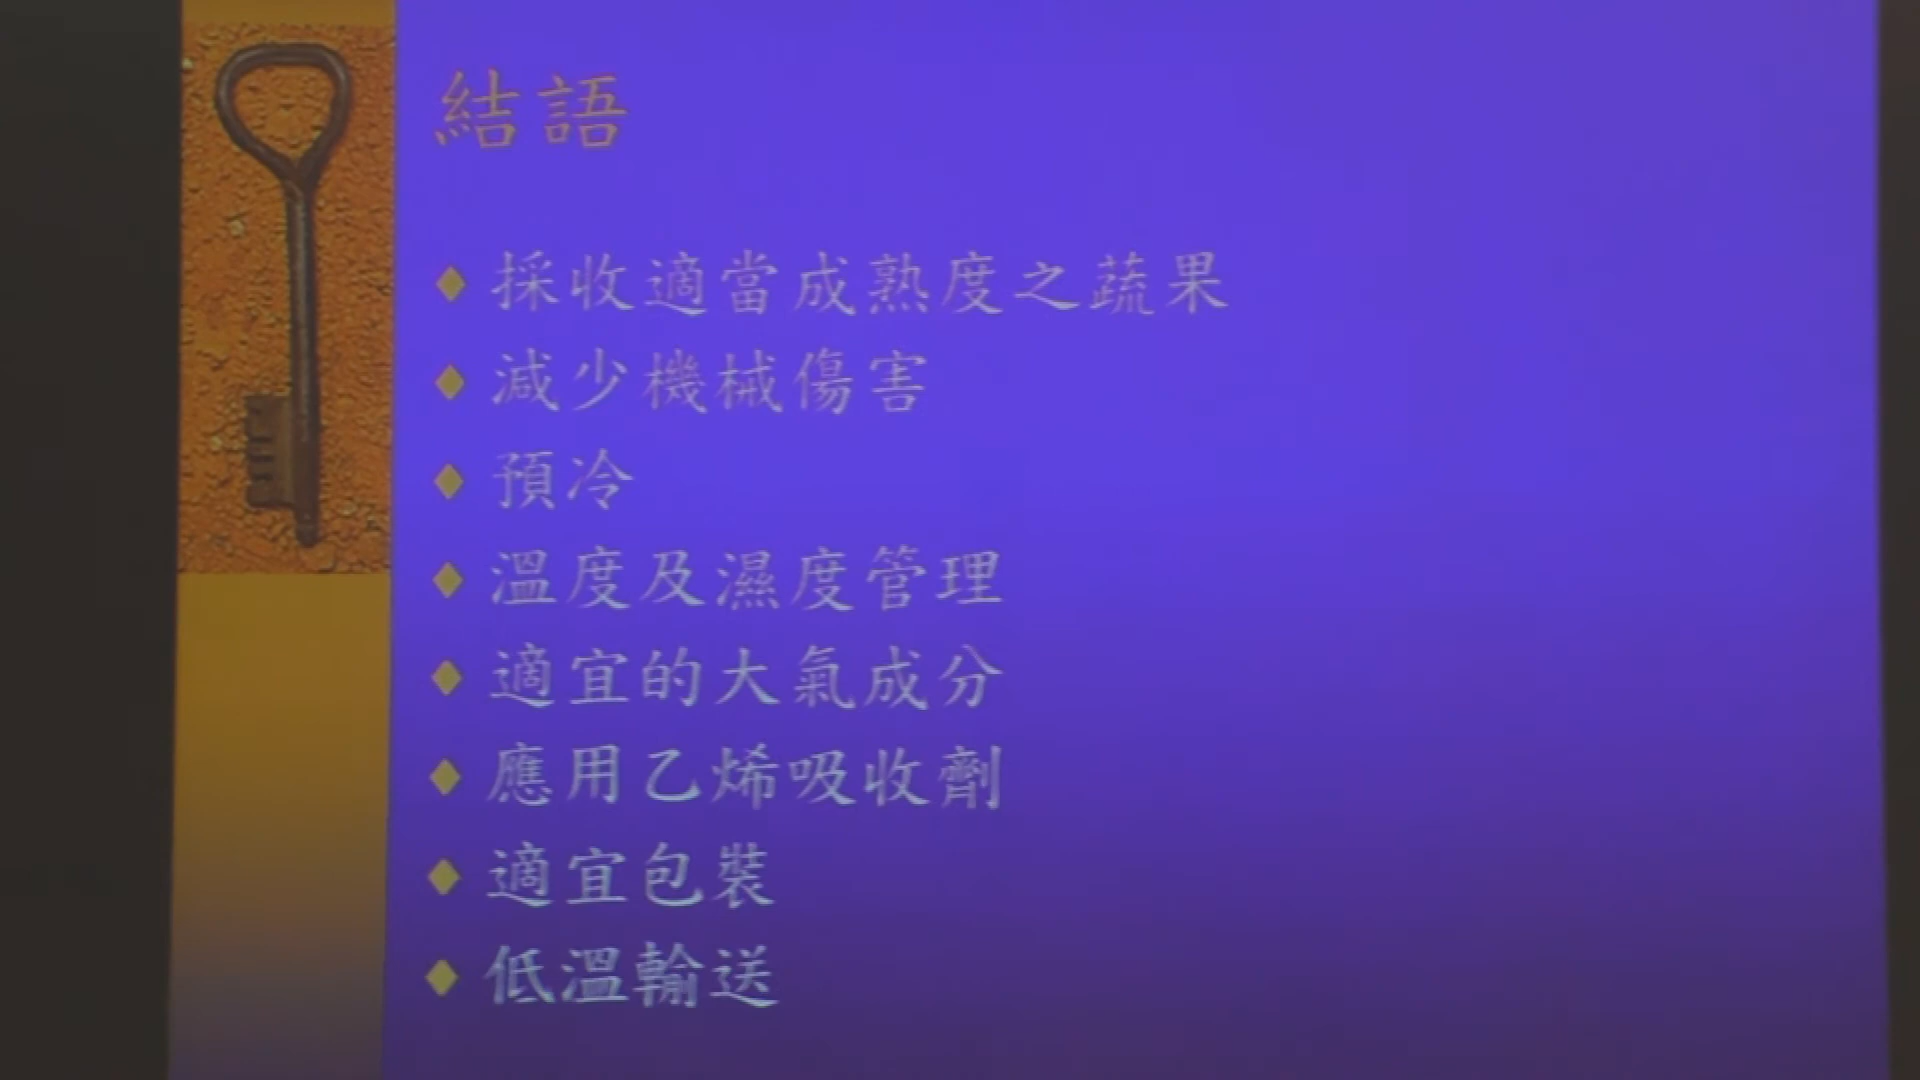 結語
採收適當成熟度之蔬果
減少機械傷害
預冷
溫度及濕度管理
適宜的大氣成分
應用乙烯吸收劑
適宜包裝
低溫輸送